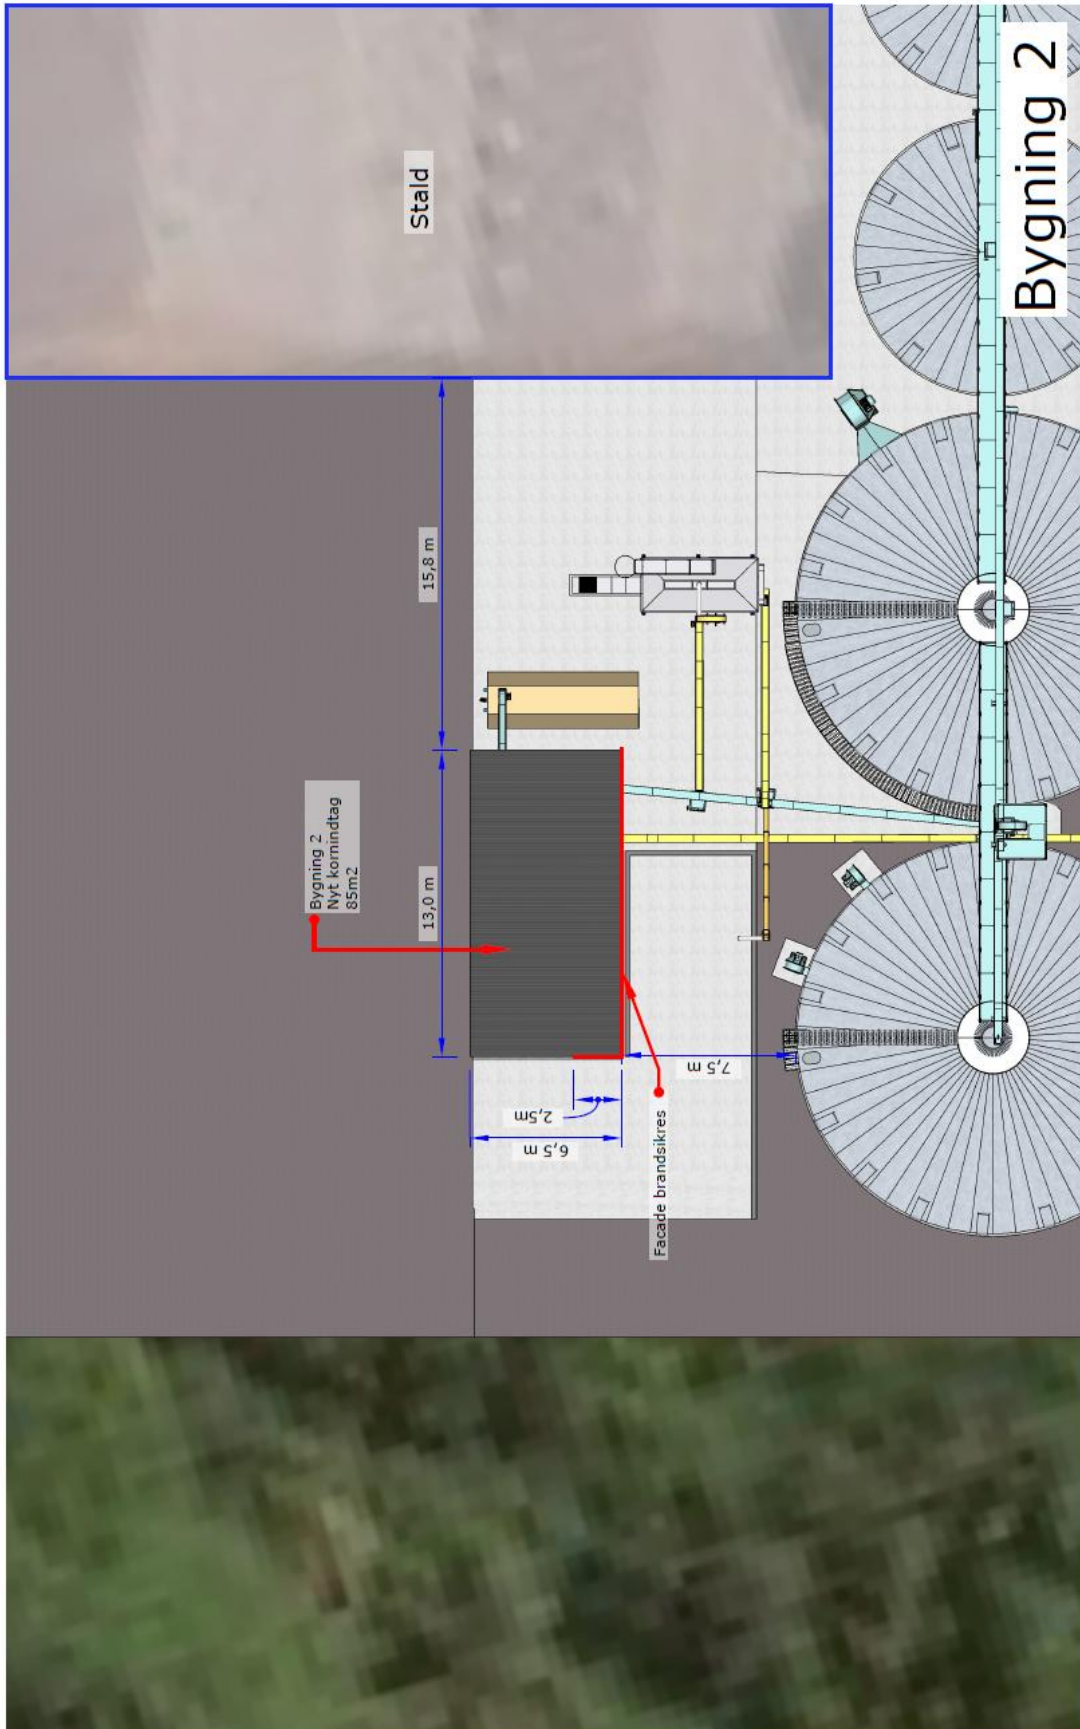 Bygning 2
Stald
15,8 m
13,0 m
Bygning 2
Nyt kornindtag
85m2
7,5 m
2,5m
6,5 m
Facade brandsikres